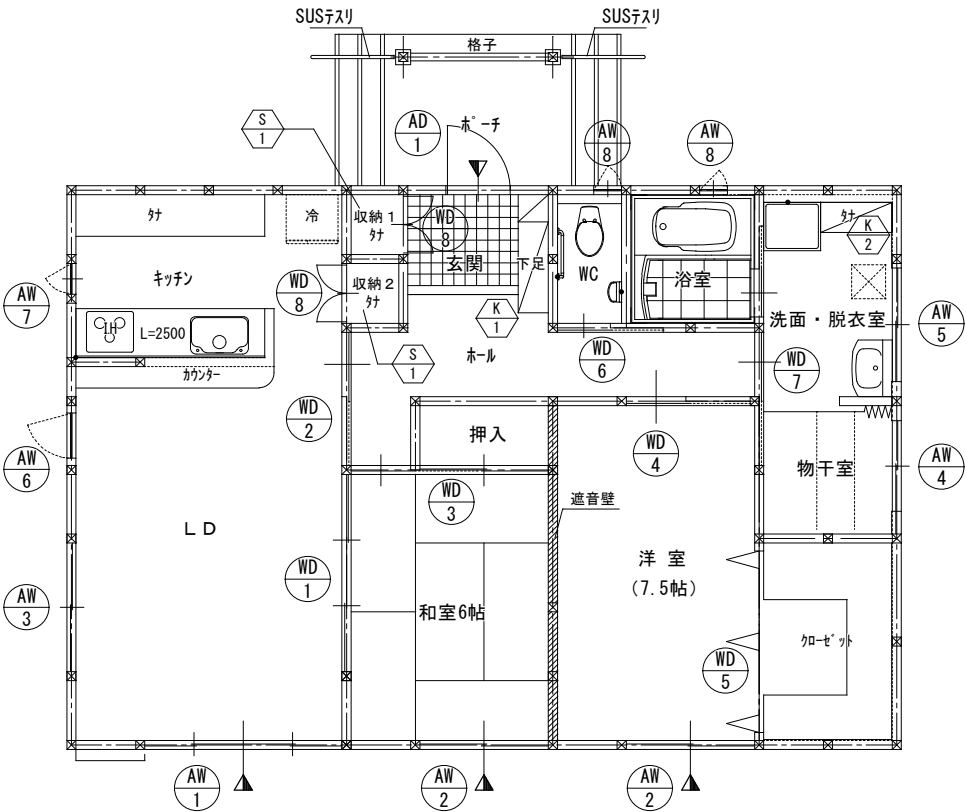 SUSテスリ
SUSテスリ
格子
AD
1
ポーチ
S
1
AW
8
AW
8
タナ
冷
収納1
タナ
WD
8
玄関
下足
WC
浴室
タナ
K
2
キッチン
収納2
タナ
WD
8
AW
7
IH
L=2500
K
1
洗面・脱衣室
AW
5
カウンター
S
1
ホール
WD
6
WD
7
WD
2
押入
WD
4
AW
6
WD
3
遮音壁
物干室
AW
4
LD
WD
1
洋室
(7.5帖)
AW
3
和室6帖
WD
5
クローゼット
AW
1
AW
2
AW
2